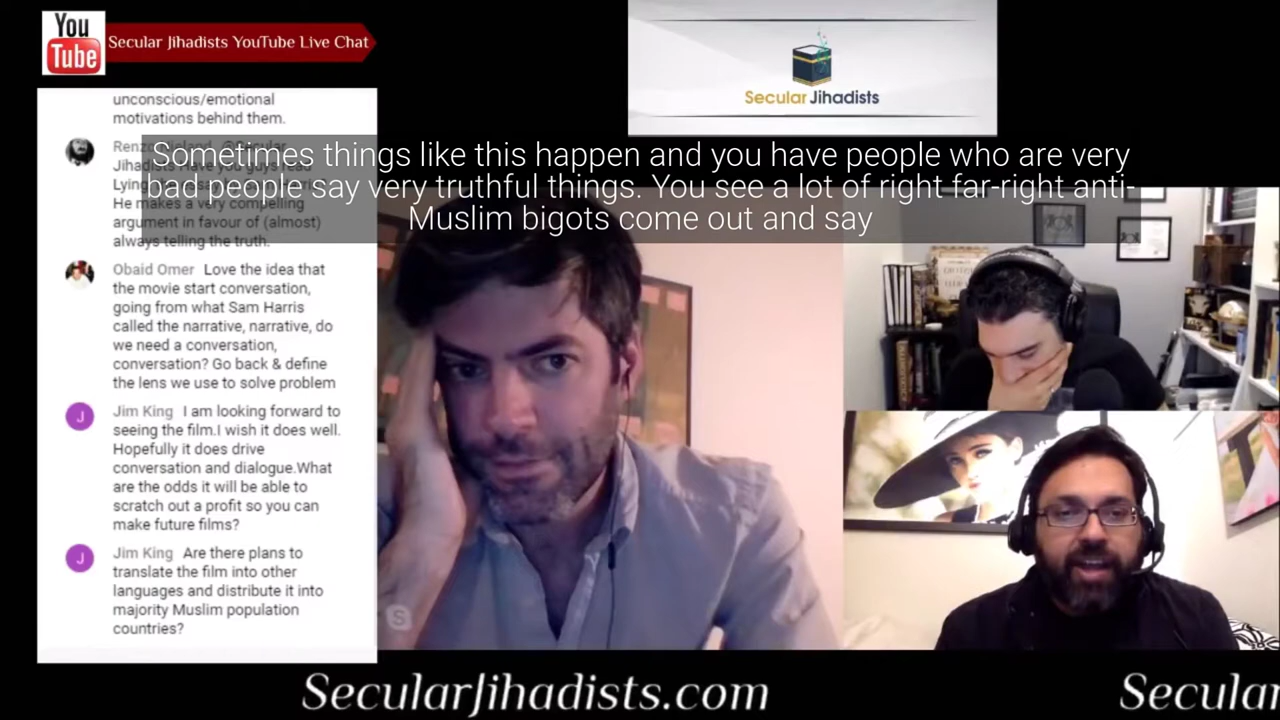 You
Tube
Secular Jihadists YouTube Live Chat
Secular Jihadists
unconscious/emotional
motivations behind them.
Jihadists Have you guys read
Lying
He makes a very compelling
argument in favour of (almost)
always telling the truth.
Sometimes things like this happen and you have people who are very
bad people say very truthful things. You see a lot of right far-right anti-
Muslim bigots come out and say
Obaid Omer Love the idea that
the movie start conversation,
going from what Sam Harris
called the narrative, narrative, do
we need a conversation,
conversation? Go back & define
the lens we use to solve problem
J
Jim King I am looking forward to
seeing the film.I wish it does well.
Hopefully it does drive
conversation and dialogue.What
are the odds it will be able to
scratch out a profit so you can
make future films?
J
Jim King Are there plans to
translate the film into other
languages and distribute it into
majority Muslim population
countries?
SecularJihadists.com
Secular